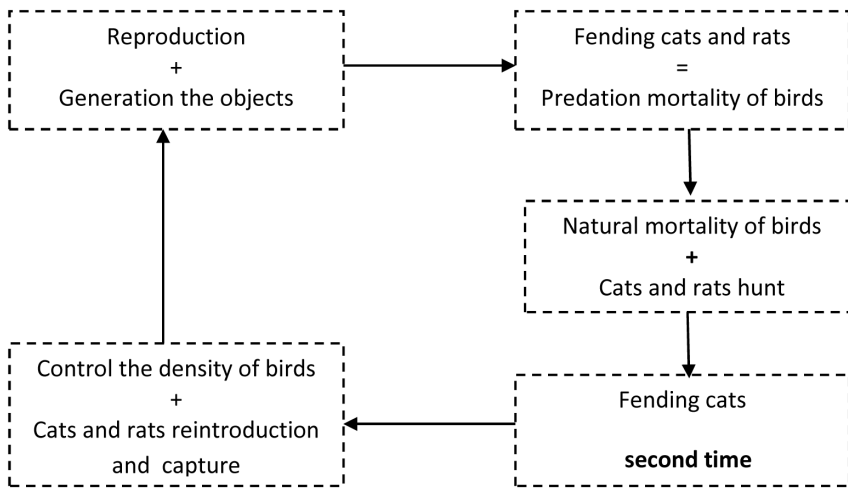 Reproduction
+
Generation the objects
Fending cats and rats
=
Predation mortality of birds
Natural mortality of birds
+
Cats and rats hunt
Fending cats
second time
Control the density of birds
+
Cats and rats reintroduction
and capture